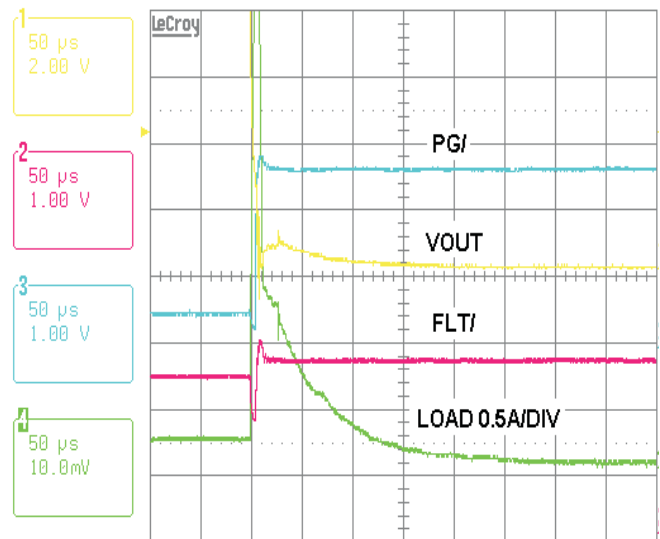 1
50 µs
2.00 V
LeCroy
2
50 µs
1.00 V
PG/
VOUT
3
50 µs
1.00 V
FLT/
4
50 µs
10.0mV
LOAD 0.5A/DIV